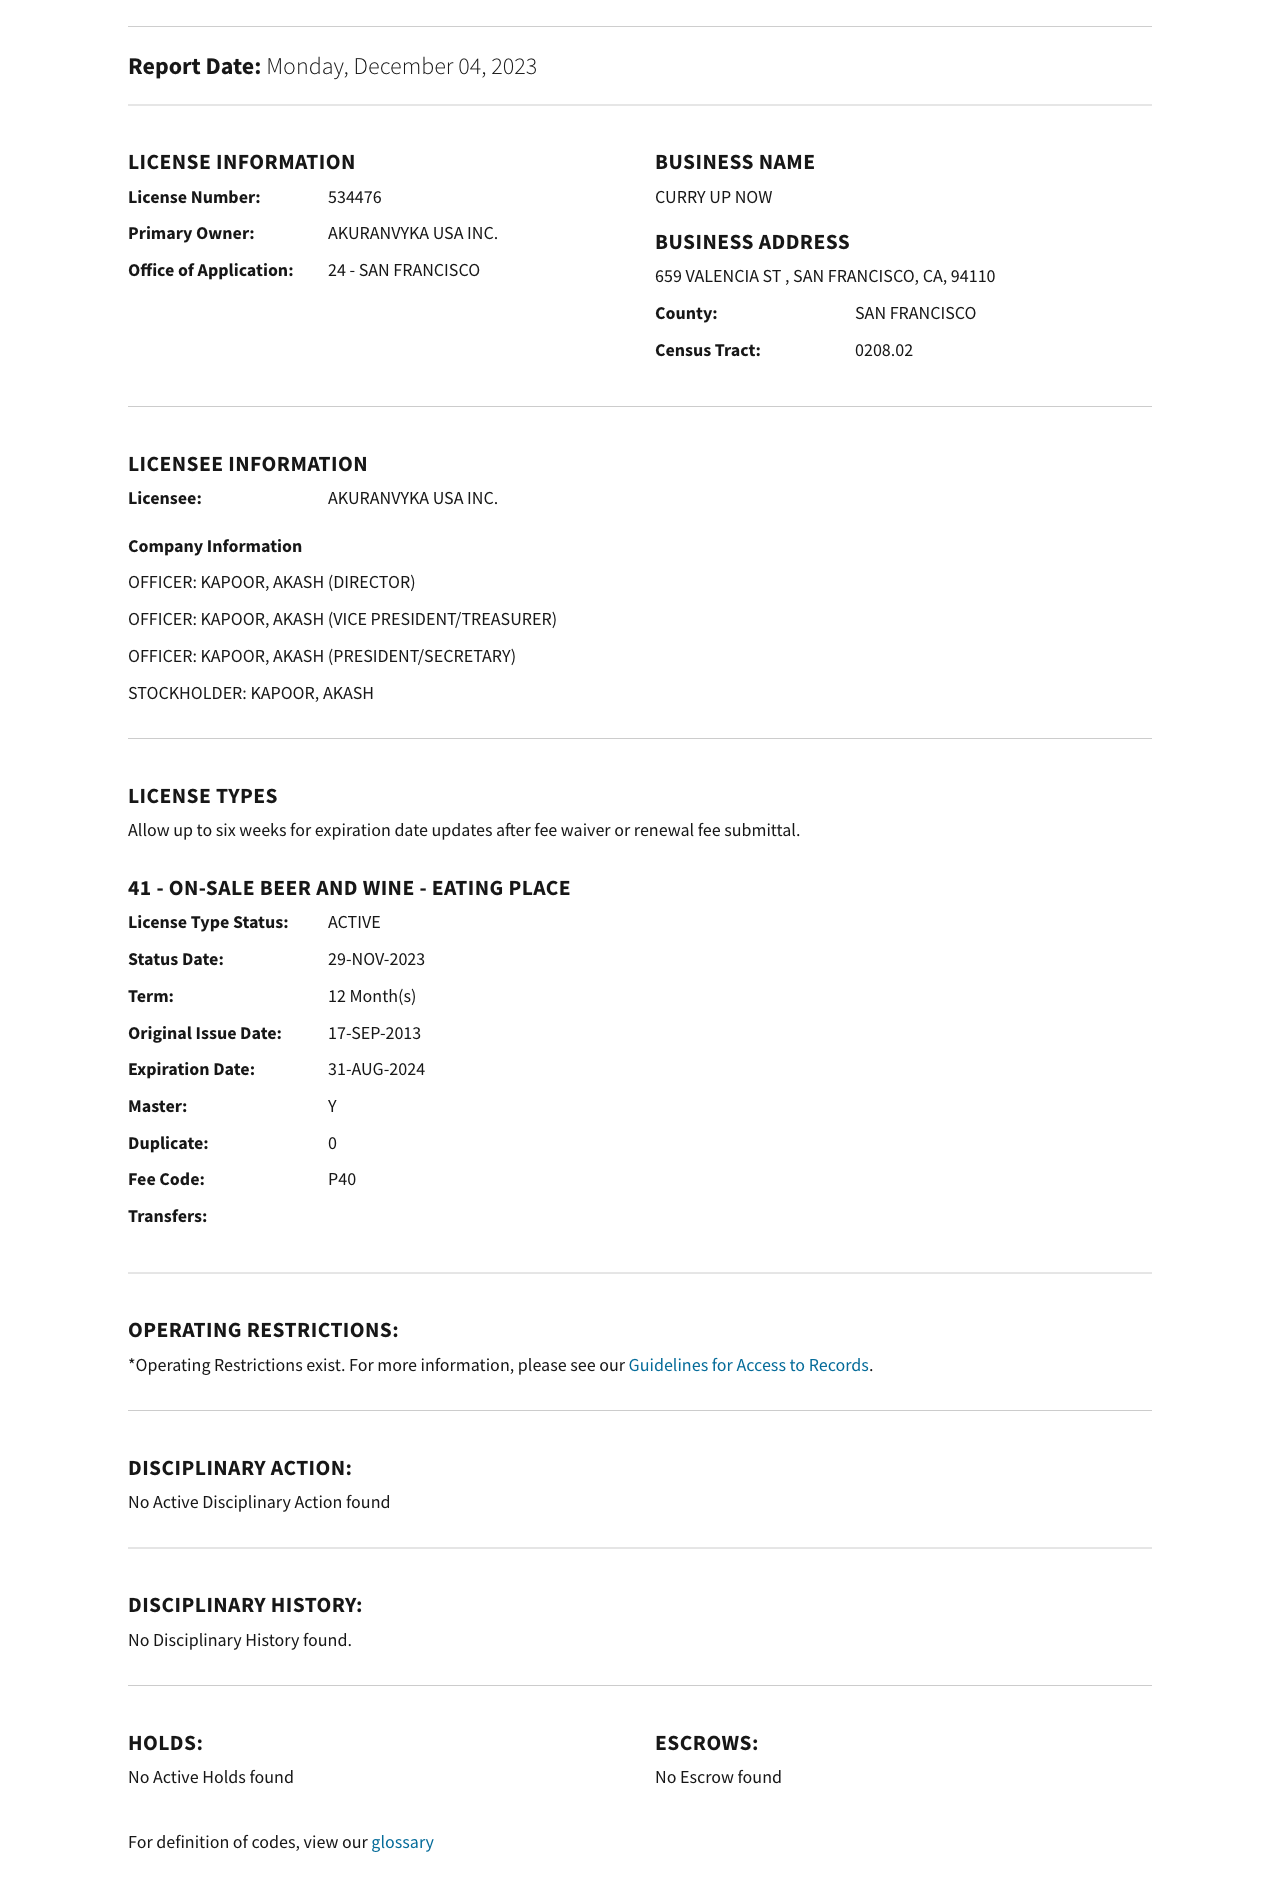 Report Date: Monday, December 04, 2023
LICENSE INFORMATION
License Number: 534476
Primary Owner: AKURANVYKA USA INC.
Office of Application: 24 - SAN FRANCISCO
BUSINESS NAME
CURRY UP NOW
BUSINESS ADDRESS
659 VALENCIA ST , SAN FRANCISCO, CA, 94110
County: SAN FRANCISCO
Census Tract: 0208.02
LICENSEE INFORMATION
Licensee: AKURANVYKA USA INC.
Company Information
OFFICER: KAPOOR, AKASH (DIRECTOR)
OFFICER: KAPOOR, AKASH (VICE PRESIDENT/TREASURER)
OFFICER: KAPOOR, AKASH (PRESIDENT/SECRETARY)
STOCKHOLDER: KAPOOR, AKASH
LICENSE TYPES
Allow up to six weeks for expiration date updates after fee waiver or renewal fee submittal.
41 - ON-SALE BEER AND WINE - EATING PLACE
License Type Status: ACTIVE
Status Date: 29-NOV-2023
Term: 12 Month(s)
Original Issue Date: 17-SEP-2013
Expiration Date: 31-AUG-2024
Master: Y
Duplicate: 0
Fee Code: P40
Transfers:
OPERATING RESTRICTIONS:
*Operating Restrictions exist. For more information, please see our Guidelines for Access to Records.
DISCIPLINARY ACTION:
No Active Disciplinary Action found
DISCIPLINARY HISTORY:
No Disciplinary History found.
HOLDS:
No Active Holds found
ESCROWS:
No Escrow found
For definition of codes, view our glossary